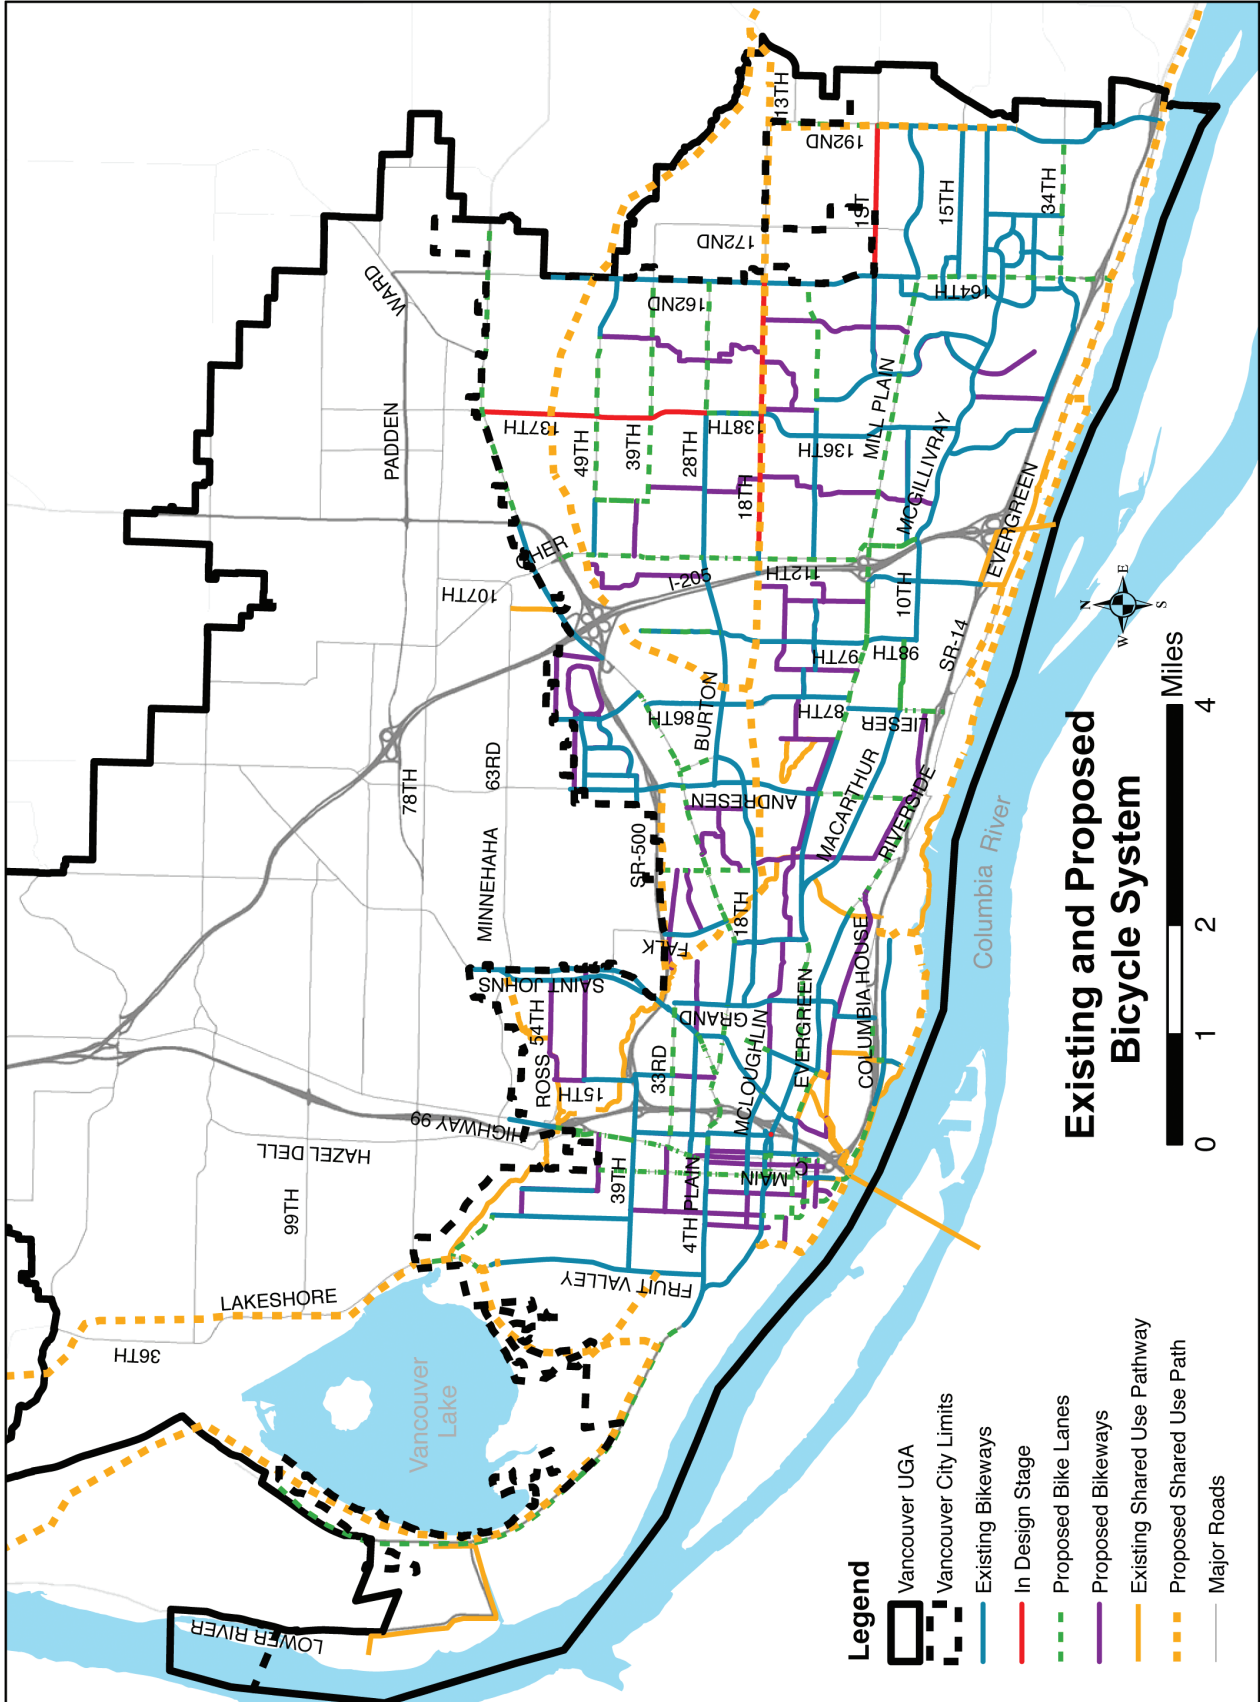 Existing and Proposed
Bicycle System
0
1
2
4
Miles
N
E
S
W
Legend
Vancouver UGA
Vancouver City Limits
Existing Bikeways
In Design Stage
Proposed Bike Lanes
Proposed Bikeways
Existing Shared Use Pathway
Proposed Shared Use Path
Major Roads
LOWER RIVER
36TH
LAKESHORE
Vancouver
Lake
99TH
HAZEL DELL
HIGHWAY 99
FRUIT VALLEY
39TH
4TH PLAIN
MAIN
C
ROSS
15TH
54TH
SAINT JOHNS
33RD
GRAND
MCLOUGHLIN
EVERGREEN
COLUMBIA HOUSE
MINNEHAHA
63RD
78TH
SR-500
FALK
18TH
ANDRESEN
BURTON
86TH
87TH
MACARTHUR
RIVERSIDE
LIESER
97TH
98TH
10TH
SR-14
107TH
I-205
112TH
PADDEN
WARD
137TH
49TH
39TH
28TH
18TH
138TH
136TH
MILL PLAIN
MCGILLIVRAY
EVERGREEN
162ND
172ND
164TH
192ND
13TH
1ST
15TH
34TH
Columbia River